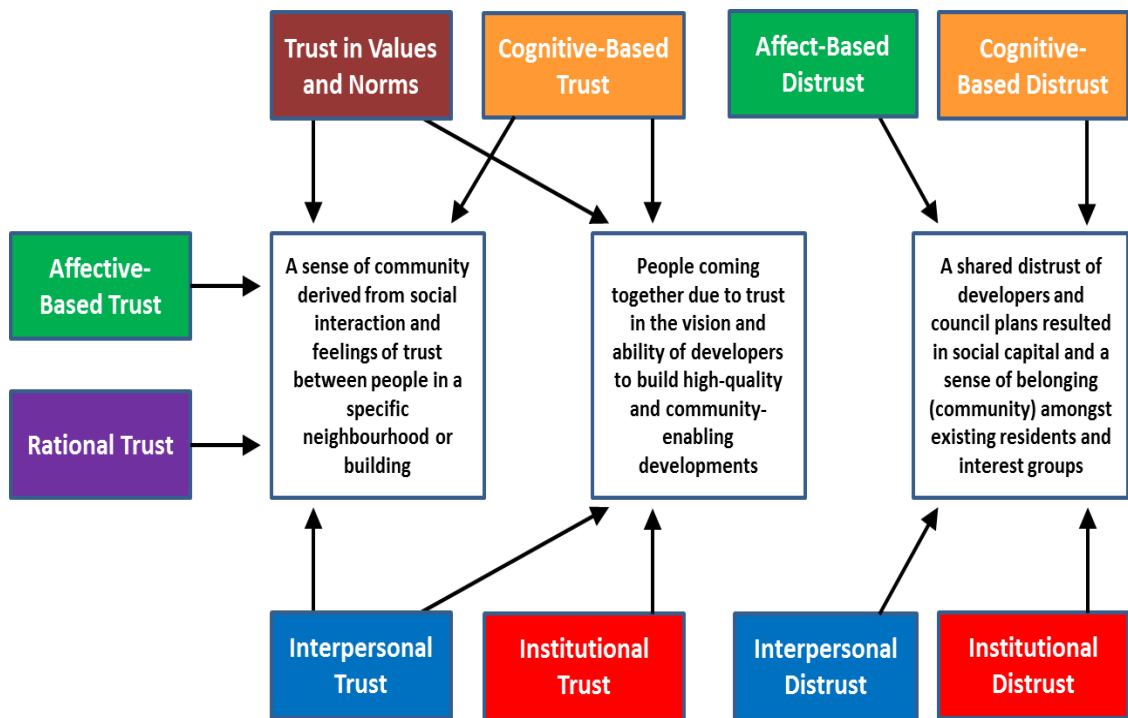 Trust in Values
and Norms
Cognitive-Based
Trust
Affect-Based
Distrust
Cognitive-
Based Distrust
Affective-
Based Trust
Rational Trust
A sense of community
derived from social
interaction and
feelings of trust
between people in a
specific
neighbourhood or
building
People coming
together due to trust
in the vision and
ability of developers
to build high-quality
and community-
enabling
developments
A shared distrust of
developers and
council plans resulted
in social capital and a
sense of belonging
(community) amongst
existing residents and
interest groups
Interpersonal
Trust
Institutional
Trust
Interpersonal
Distrust
Institutional
Distrust